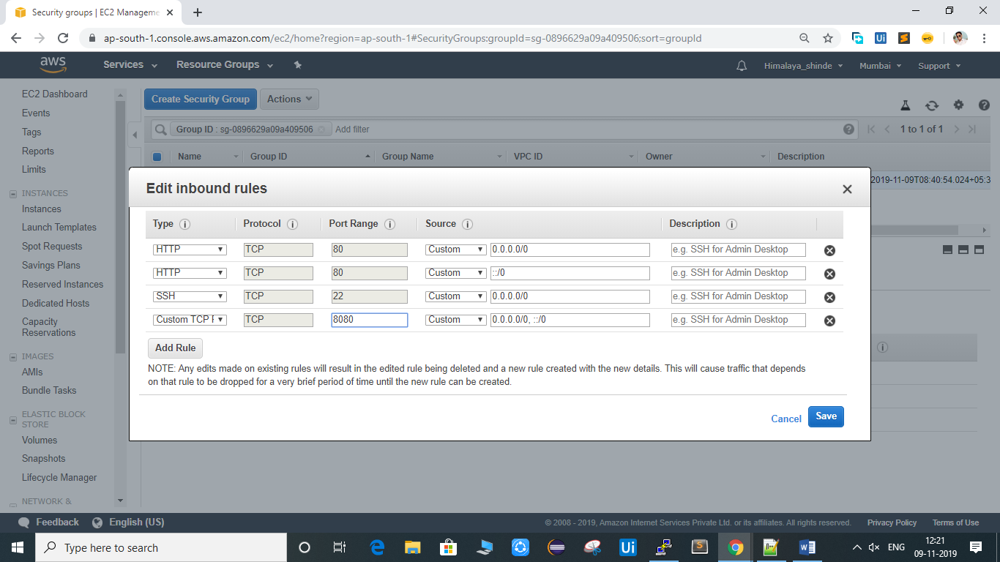 Security groups | EC2 Manageme
ap-south-1.console.aws.amazon.com/ec2/home?region=ap-south-1#SecurityGroups:groupId=sg-0896629a09a409506;sort=groupId
Ui
aws
Services
Resource Groups
Himalaya_shinde
Mumbai
Support
EC2 Dashboard
Events
Tags
Reports
Limits
INSTANCES
Instances
Launch Templates
Spot Requests
Savings Plans
Reserved Instances
Dedicated Hosts
Capacity
Reservations
IMAGES
AMIs
Bundle Tasks
ELASTIC BLOCK
STORE
Volumes
Snapshots
Lifecycle Manager
NETWORK &
Create Security Group
Actions
Group ID : sg-0896629a09a409506 Add filter
1 to 1 of 1
Name Group ID Group Name VPC ID Owner Description
2019-11-09T08:40:54.024+05:3
Edit inbound rules
Type Protocol Port Range Source Description
HTTP TCP 80 Custom 0.0.0.0/0 e.g. SSH for Admin Desktop
HTTP TCP 80 Custom ::/0 e.g. SSH for Admin Desktop
SSH TCP 22 Custom 0.0.0.0/0 e.g. SSH for Admin Desktop
Custom TCP F TCP 8080 Custom 0.0.0.0/0, ::/0 e.g. SSH for Admin Desktop
Add Rule
NOTE: Any edits made on existing rules will result in the edited rule being deleted and a new rule created with the new details. This will cause traffic that depends
on that rule to be dropped for a very brief period of time until the new rule can be created.
Cancel
Save
Feedback
English (US)
© 2008 - 2019, Amazon Internet Services Private Ltd. or its affiliates. All rights reserved.
Privacy Policy
Terms of Use
Type here to search
Ui
ENG
12:21
09-11-2019